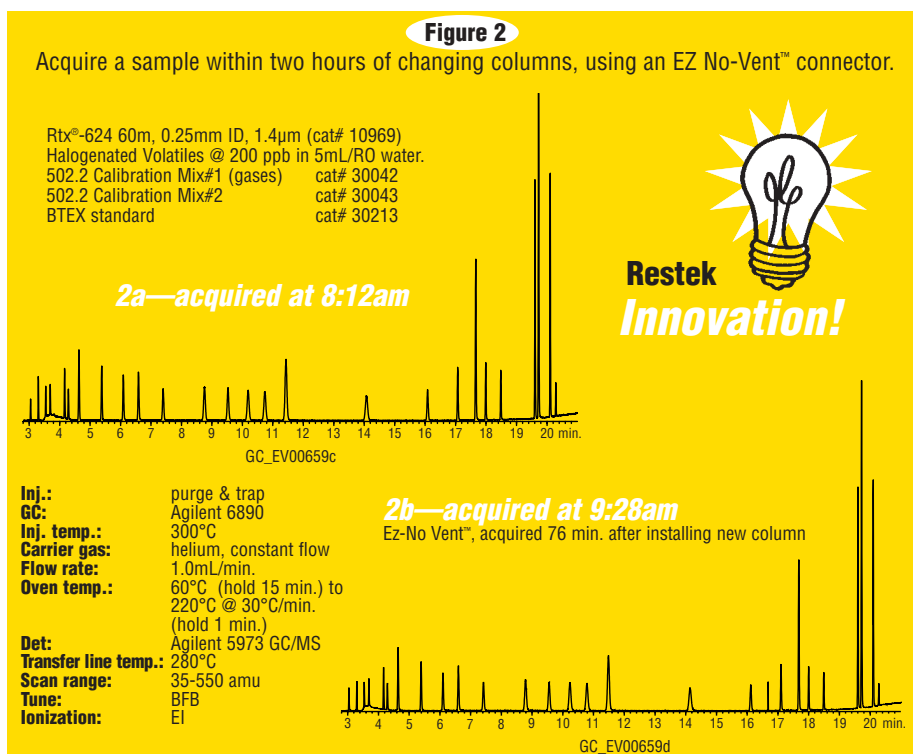 Figure 2
Acquire a sample within two hours of changing columns, using an EZ No-Vent™ connector.
Rtx®-624 60m, 0.25mm ID, 1.4µm (cat# 10969)
Halogenated Volatiles @ 200 ppb in 5mL/RO water.
502.2 Calibration Mix#1 (gases) cat# 30042
502.2 Calibration Mix#2 cat# 30043
BTEX standard cat# 30213
2a—acquired at 8:12am
Restek
Innovation!
3 4 5 6 7 8 9 10 11 12 13 14 15 16 17 18 19 20 min.
GC_EV00659c
Inj.: purge & trap
GC: Agilent 6890
Inj. temp.: 300°C
Carrier gas: helium, constant flow
Flow rate: 1.0mL/min.
Oven temp.: 60°C (hold 15 min.) to
220°C @ 30°C/min.
(hold 1 min.)
Det: Agilent 5973 GC/MS
Transfer line temp.: 280°C
Scan range: 35-550 amu
Tune: BFB
Ionization: EI
2b—acquired at 9:28am
Ez-No Vent™, acquired 76 min. after installing new column
3 4 5 6 7 8 9 10 11 12 13 14 15 16 17 18 19 20 min.
GC_EV00659d